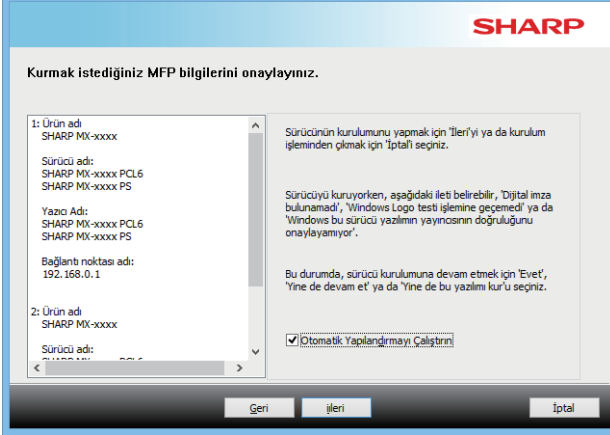 SHARP
Kurmak istediğiniz MFP bilgilerini onaylayınız.
1: Ürün adı
SHARP MX-xxxx
Sürücü adı:
SHARP MX-xxxx PCL6
SHARP MX-xxxx PS
Yazıcı Adı:
SHARP MX-xxxx PCL6
SHARP MX-xxxx PS
Bağlantı noktası adı:
192.168.0.1
2: Ürün adı
SHARP MX-xxxx
Sürücü adı:
Sürücünün kurulumunu yapmak için 'İleri'yi ya da kurulum
işleminden çıkmak için 'İptal'i seçiniz.
Sürücüyü kuruyorken, aşağıdaki ileti belirebilir, 'Dijital imza
bulunamadı', 'Windows Logo testi işlemine geçemedi' ya da
'Windows bu sürücü yazılımın yayıncısının doğruluğunu
onaylayamıyor'.
Bu durumda, sürücü kurulumuna devam etmek için 'Evet',
'Yine de devam et' ya da 'Yine de bu yazılımı kur'u seçiniz.
Otomatik Yapılandırmayı Çalıştırın
Geri
iileri
İptal